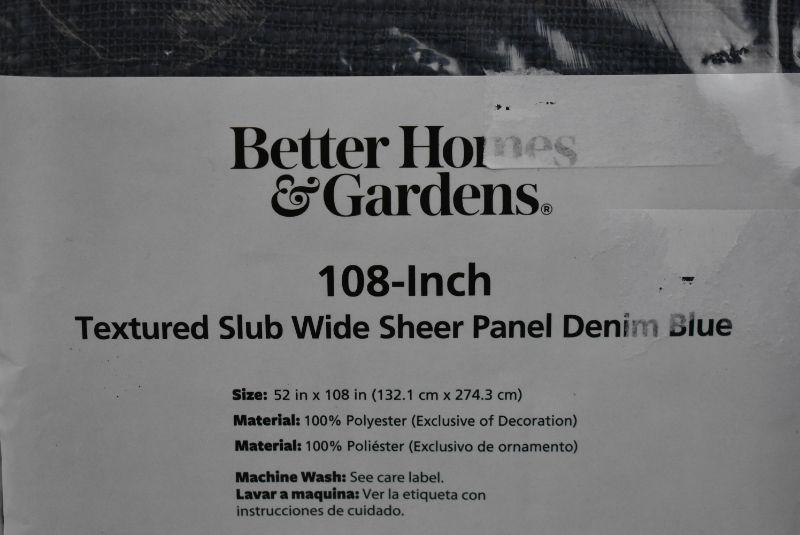 Better Homes
& Gardens®
108-Inch
Textured Slub Wide Sheer Panel Denim Blue
Size: 52 in x 108 in (132.1 cm x 274.3 cm)
Material: 100% Polyester (Exclusive of Decoration)
Material: 100% Poliéster (Exclusivo de ornamento)
Machine Wash: See care label.
Lavar a maquina: Ver la etiqueta con
instrucciones de cuidado.